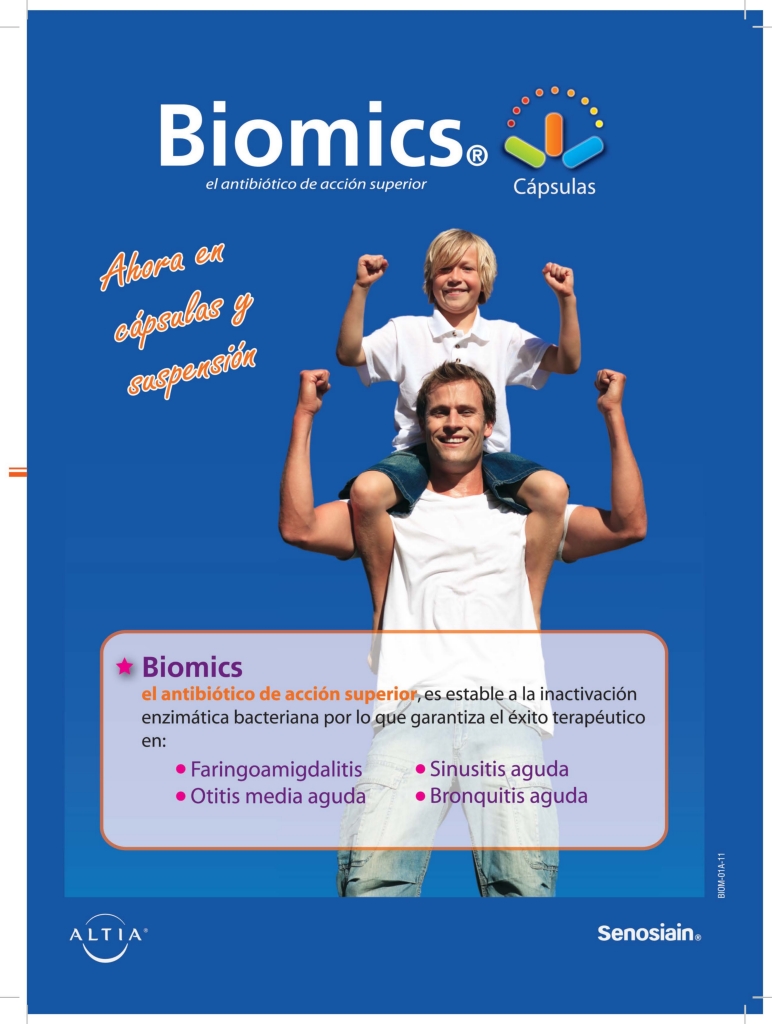 Biomics®
el antibiótico de acción superior
Cápsulas
Ahora en
cápsulas y
suspensión
Biomics
el antibiótico de acción superior, es estable a la inactivación
enzimática bacteriana por lo que garantiza el éxito terapéutico
en:
• Faringoamigdalitis
• Otitis media aguda
• Sinusitis aguda
• Bronquitis aguda
BIOM-01A-11
ALTIA®
Senosiain®